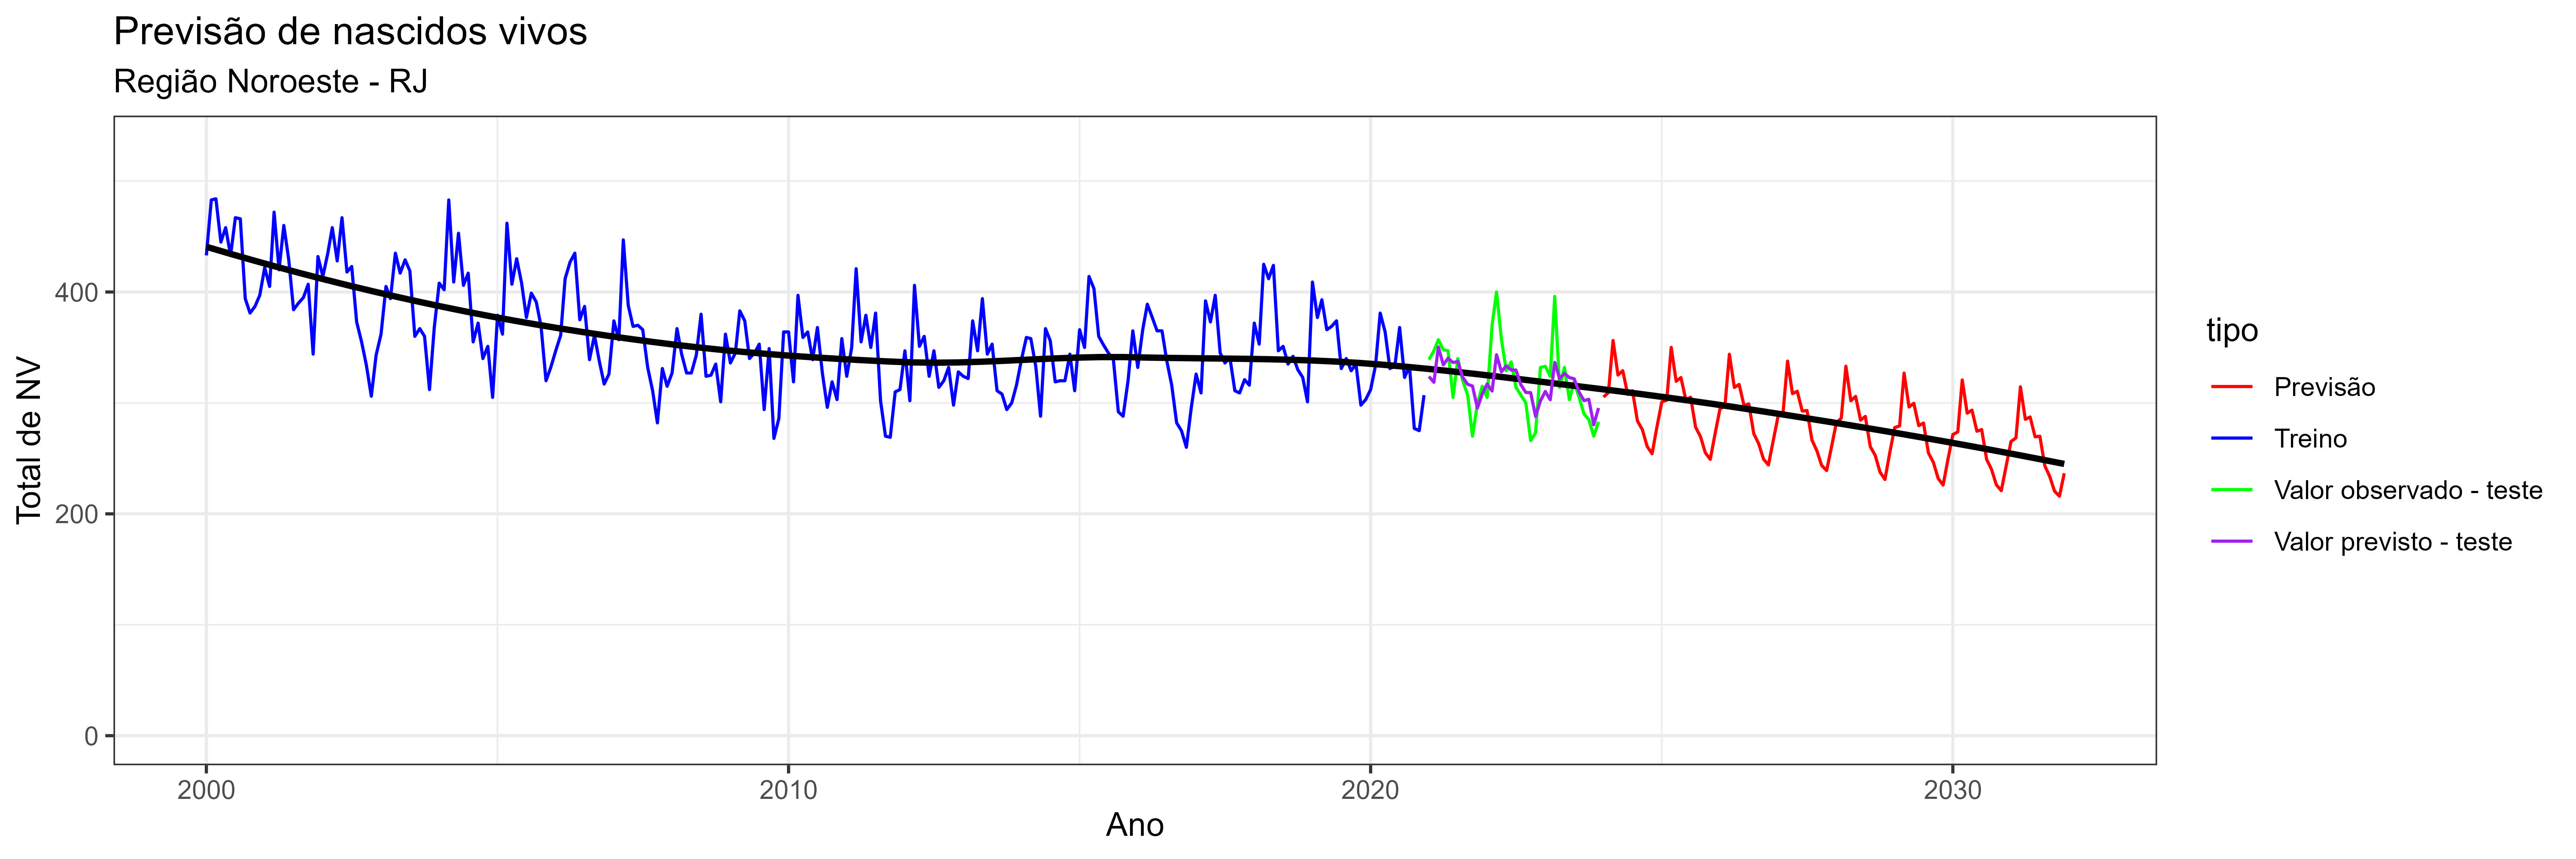 Previsão de nascidos vivos
Região Noroeste - RJ
Total de NV
400
200
0
2000
2010
2020
2030
Ano
tipo
Previsão
Treino
Valor observado - teste
Valor previsto - teste